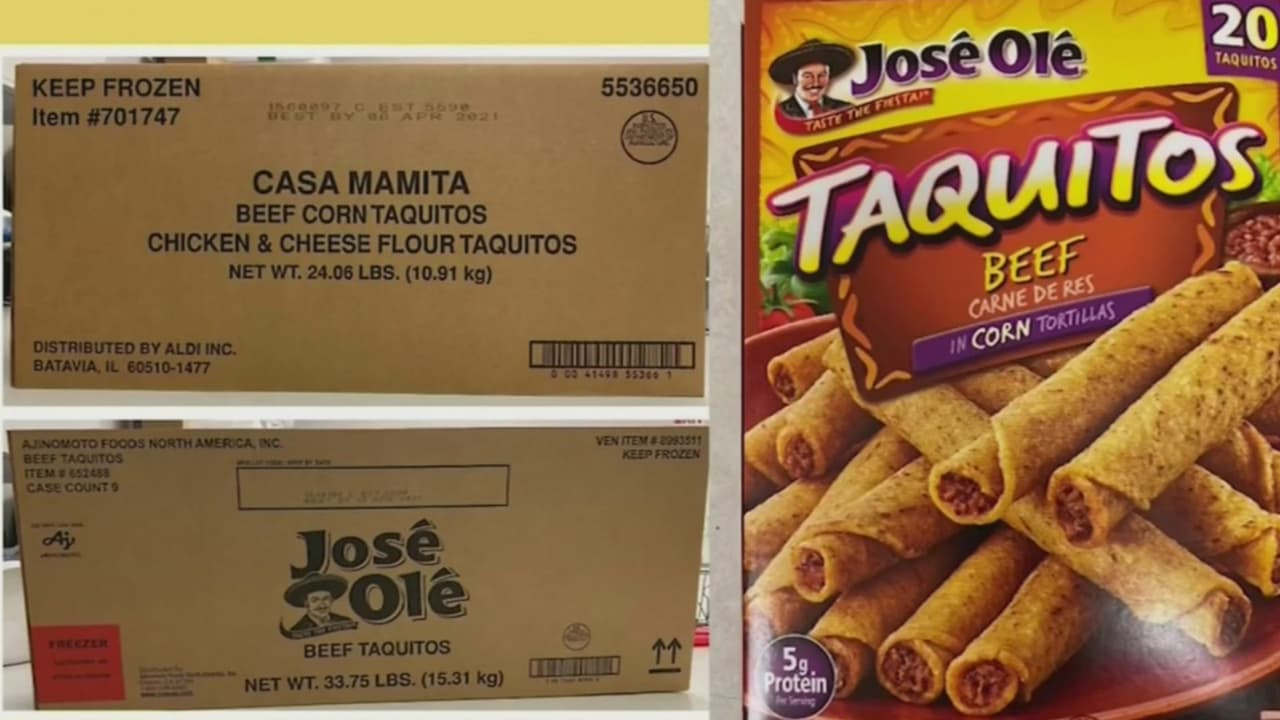 KEEP FROZEN
Item #701747
5536650
BEST BY 06 APR 2021
CASA MAMITA
BEEF CORN TAQUITOS
CHICKEN & CHEESE FLOUR TAQUITOS
NET WT. 24.06 LBS. (10.91 kg)
DISTRIBUTED BY ALDI INC.
BATAVIA, IL 60510-1477
AJINOMOTO FOODS NORTH AMERICA, INC.
BEEF TAQUITOS
ITEM # 652488
CASE COUNT 9
VEN ITEM # 8993511
KEEP FROZEN
Aj
José
Olé
BEEF TAQUITOS
NET WT. 33.75 LBS. (15.31 kg)
FREEZER
20
TAQUITOS
José Olé
TASTE THE FIESTA!
TAQUITOS
BEEF
CARNE DE RES
IN CORN TORTILLAS
5g
Protein
Per Serving